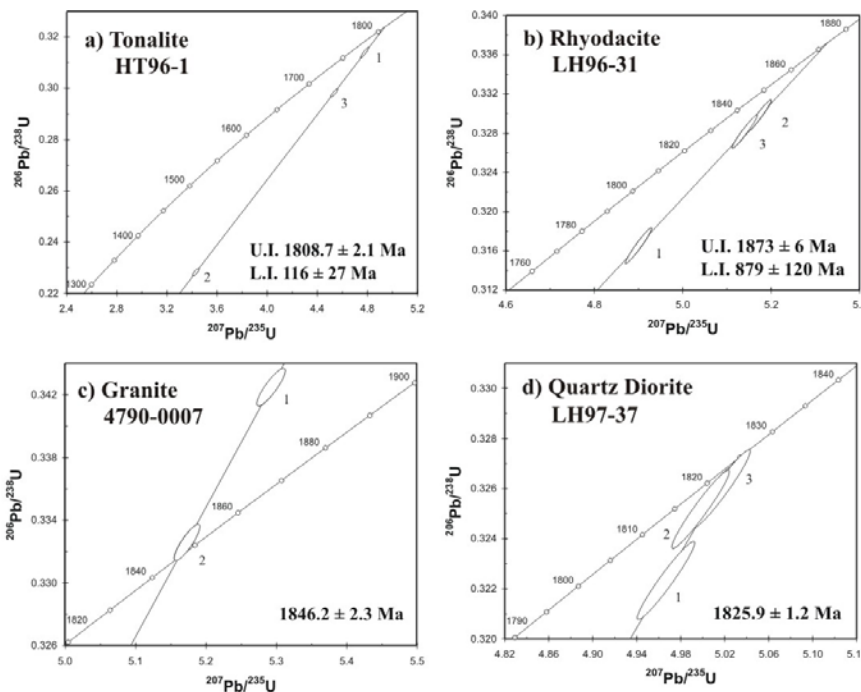 a) Tonalite
HT96-1
0.32
0.30
0.28
0.26
0.24
0.22
²⁰⁶Pb/²³⁸U
1800
1700
1600
1500
1400
1300
1
3
2
U.I. 1808.7 ± 2.1 Ma
L.I. 116 ± 27 Ma
2.4 2.8 3.2 3.6 4.0 4.4 4.8 5.2
²⁰⁷Pb/²³⁵U
b) Rhyodacite
LH96-31
0.340
0.336
0.332
0.328
0.324
0.320
0.316
0.312
²⁰⁶Pb/²³⁸U
1880
1860
1840
1820
1800
1780
1760
2
3
1
U.I. 1873 ± 6 Ma
L.I. 879 ± 120 Ma
4.6 4.8 5.0 5.2
²⁰⁷Pb/²³⁵U
c) Granite
4790-0007
0.342
0.338
0.334
0.330
0.326
²⁰⁶Pb/²³⁸U
1900
1880
1860
1840
1820
1
2
1846.2 ± 2.3 Ma
5.0 5.1 5.2 5.3 5.4 5.5
²⁰⁷Pb/²³⁵U
d) Quartz Diorite
LH97-37
0.330
0.328
0.326
0.324
0.322
0.320
²⁰⁶Pb/²³⁸U
1840
1830
1820
1810
1800
1790
3
2
1
1825.9 ± 1.2 Ma
4.82 4.86 4.90 4.94 4.98 5.02 5.06 5.10
²⁰⁷Pb/²³⁵U